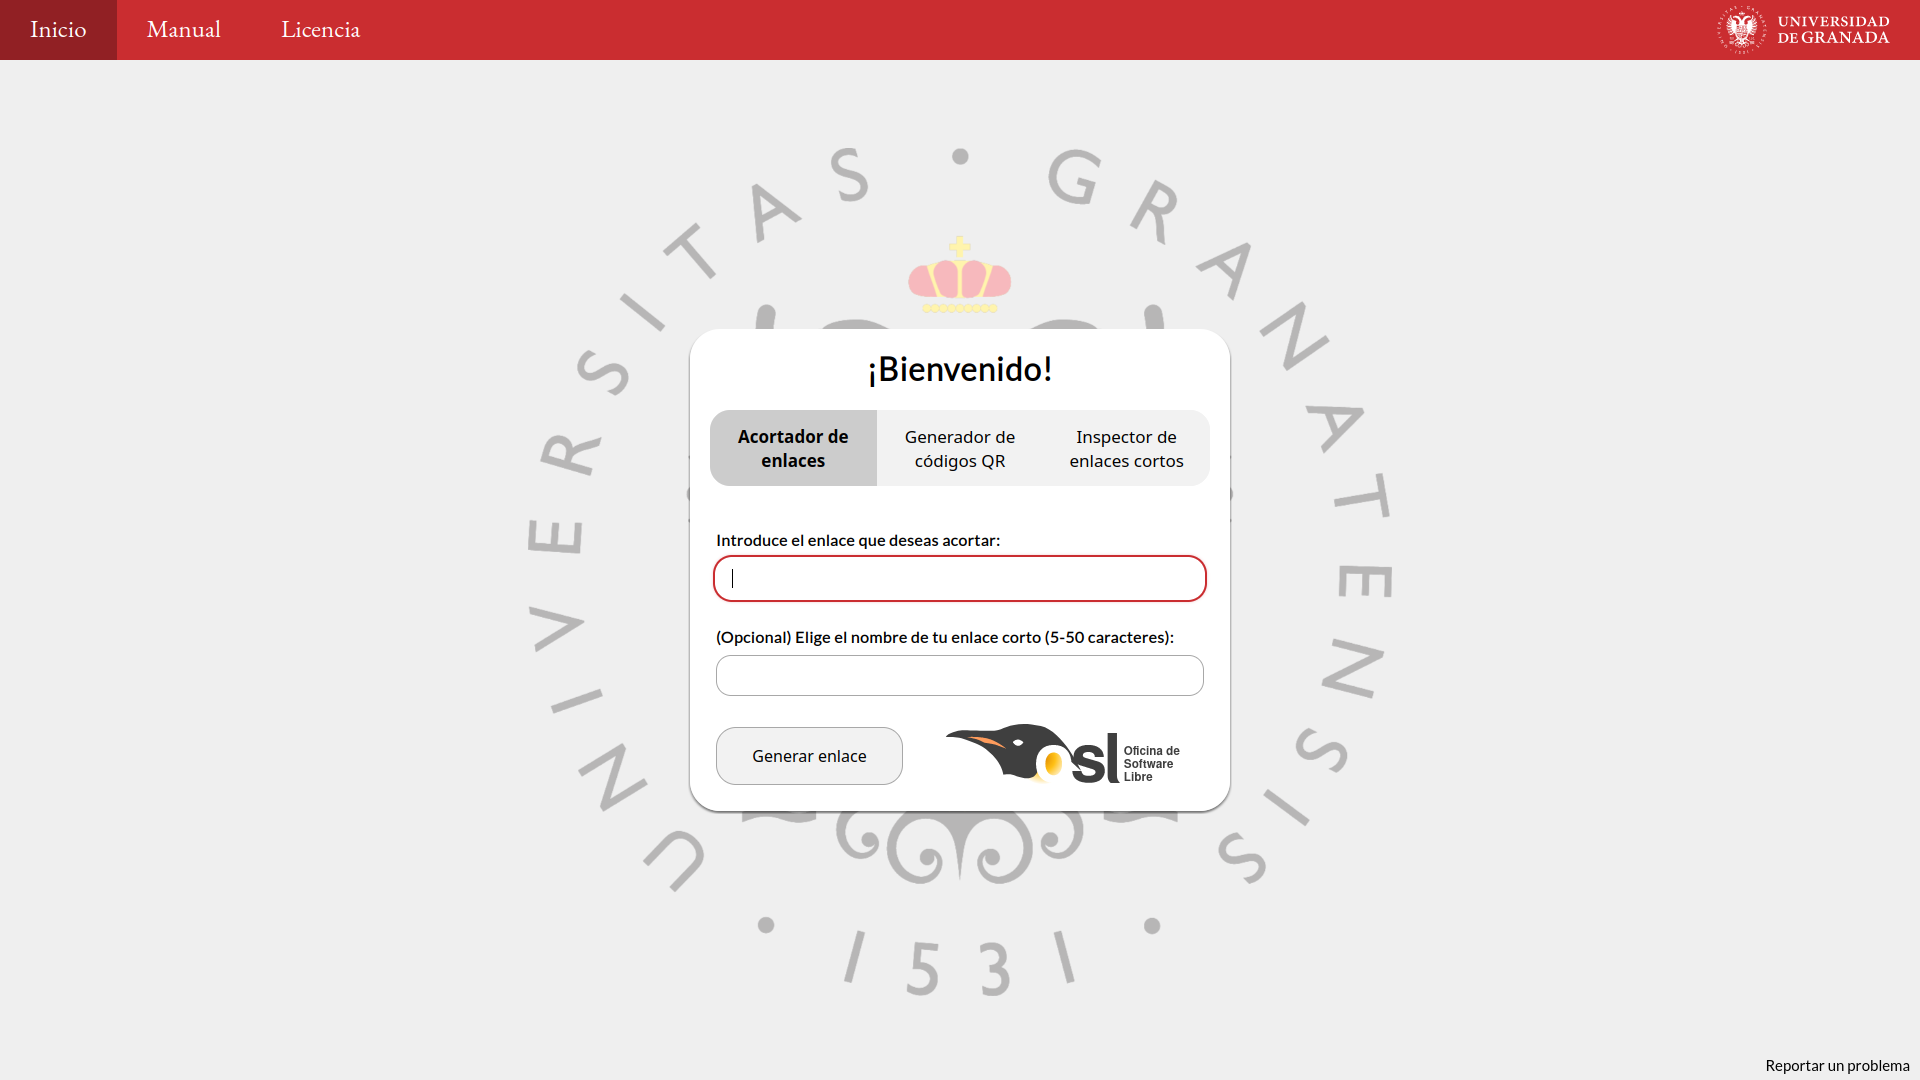 Inicio
Manual
Licencia
UNIVERSIDAD
DE GRANADA
UNIVERSITAS • GRANATENSIS
• 1531 •
¡Bienvenido!
Acortador de
enlaces
Generador de
códigos QR
Inspector de
enlaces cortos
Introduce el enlace que deseas acortar:
(Opcional) Elige el nombre de tu enlace corto (5-50 caracteres):
Generar enlace
osl
Oficina de
Software
Libre
Reportar un problema